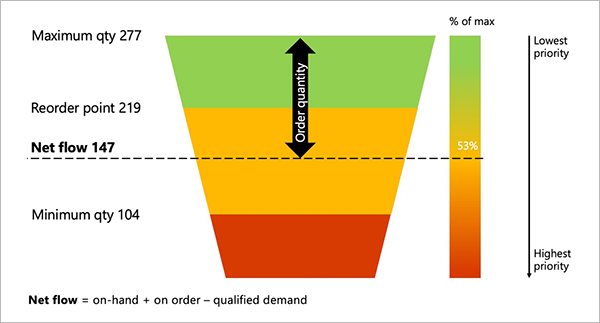 % of max
Maximum qty 277
Lowest
priority
Order quantity
Reorder point 219
Net flow 147
53%
Minimum qty 104
Highest
priority
Net flow = on-hand + on order – qualified demand